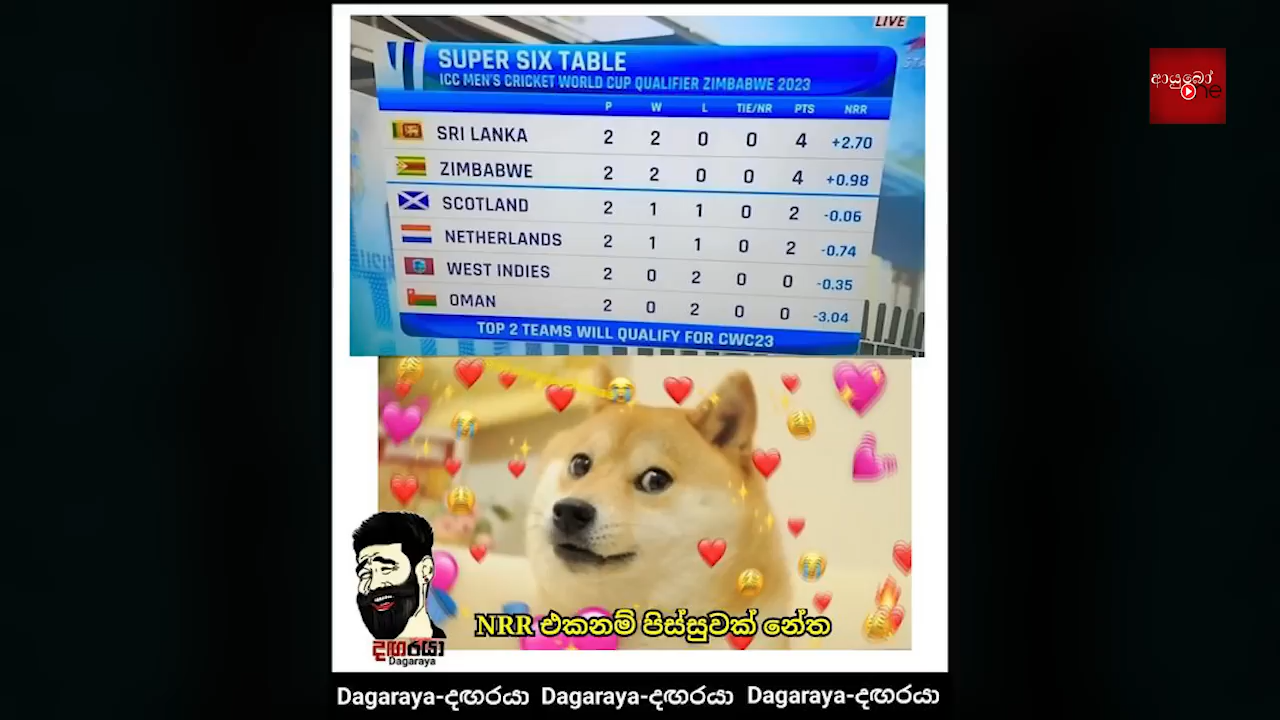 LIVE
SUPER SIX TABLE
ICC MEN'S CRICKET WORLD CUP QUALIFIER ZIMBABWE 2023
P W L TIE/NR PTS NRR
SRI LANKA 2 2 0 0 4 +2.70
ZIMBABWE 2 2 0 0 4 +0.98
SCOTLAND 2 1 1 0 2 -0.06
NETHERLANDS 2 1 1 0 2 -0.74
WEST INDIES 2 0 2 0 0 -0.35
OMAN 2 0 2 0 0 -3.04
TOP 2 TEAMS WILL QUALIFY FOR CWC23
ආයුබෝ
one
NRR එකනම් පිස්සුවක් නේත
දඟරයා
Dagaraya
Dagaraya-දඟරයා Dagaraya-දඟරයා Dagaraya-දඟරයා